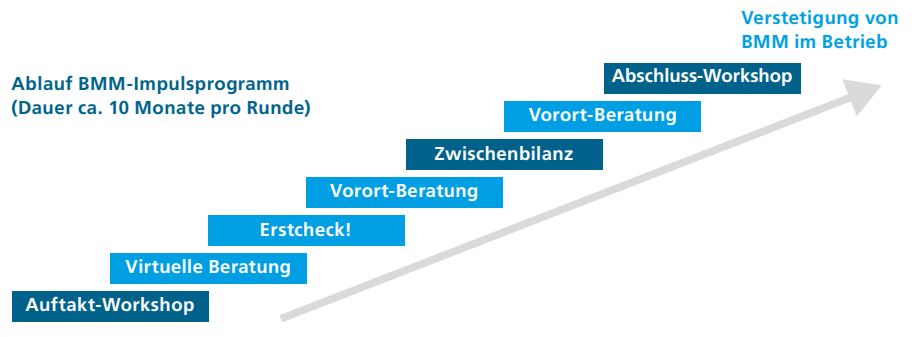 Verstetigung von
BMM im Betrieb
Ablauf BMM-Impulsprogramm
(Dauer ca. 10 Monate pro Runde)
Abschluss-Workshop
Vorort-Beratung
Zwischenbilanz
Vorort-Beratung
Erstcheck!
Virtuelle Beratung
Auftakt-Workshop